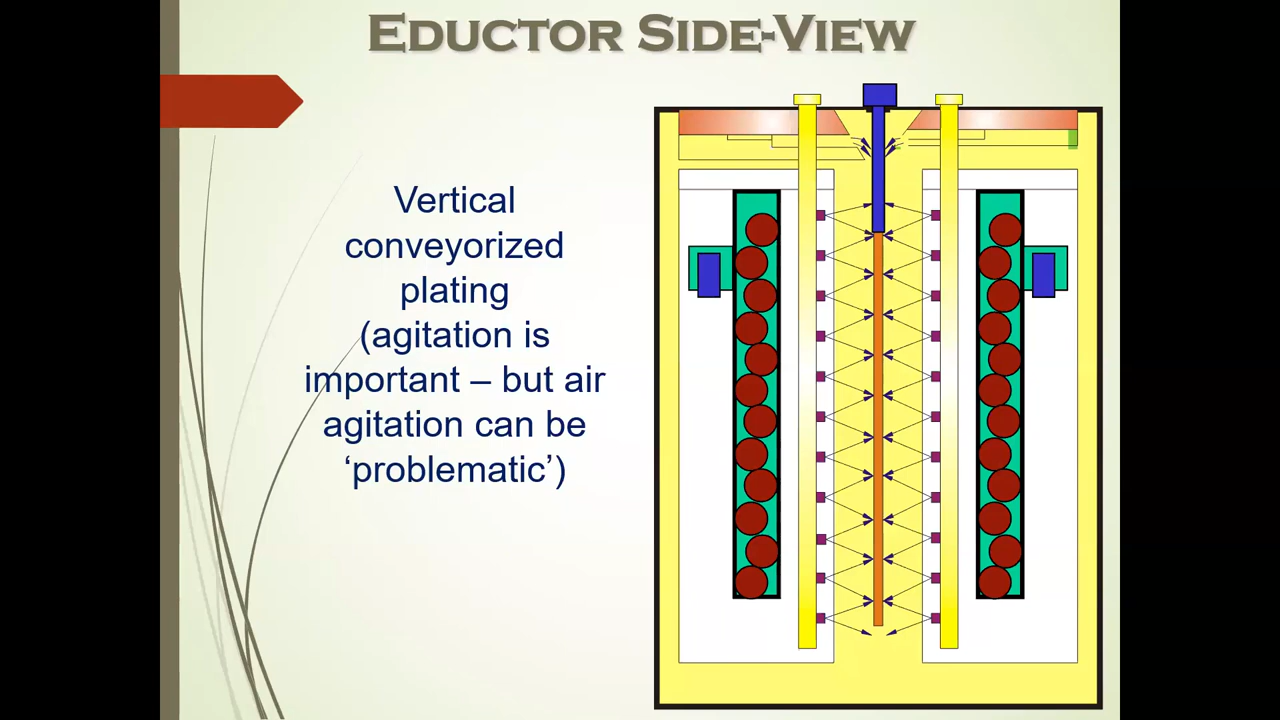 EDUCTOR SIDE-VIEW
Vertical
conveyorized
plating
(agitation is
important – but air
agitation can be
‘problematic’)